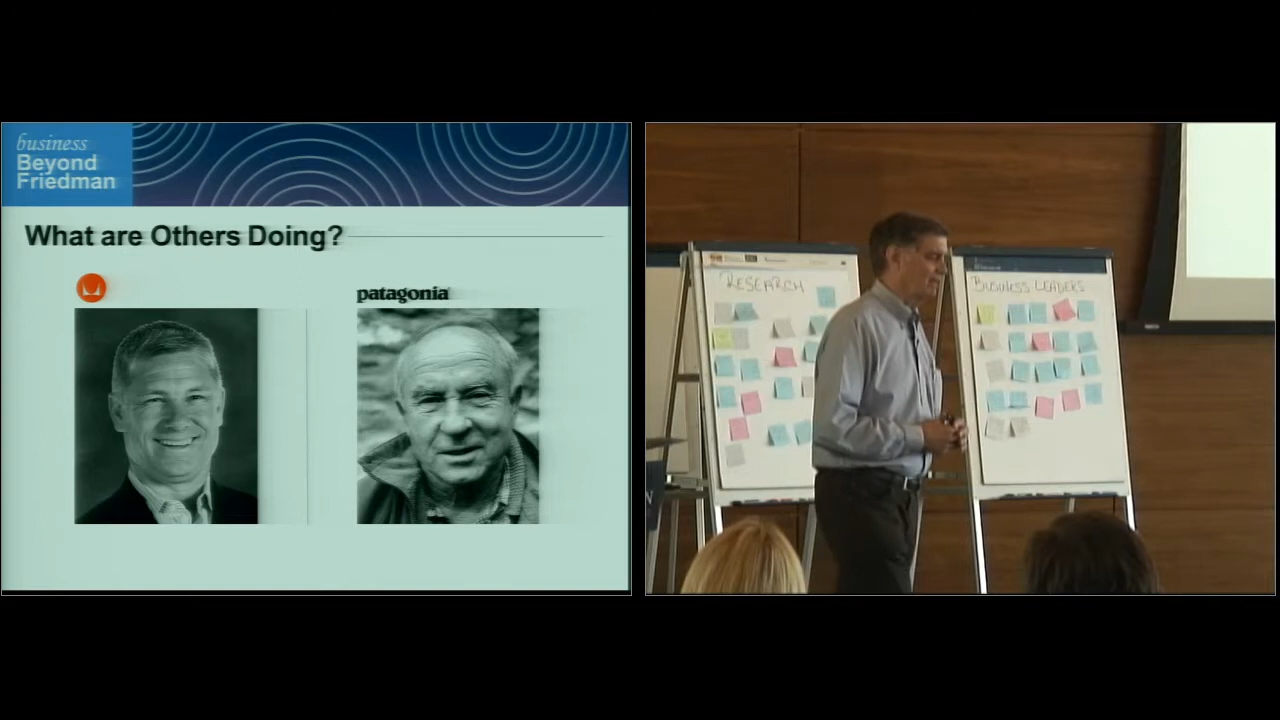 business
Beyond
Friedman
What are Others Doing?
patagonia
RESEARCH
BUSINESS LEADERS